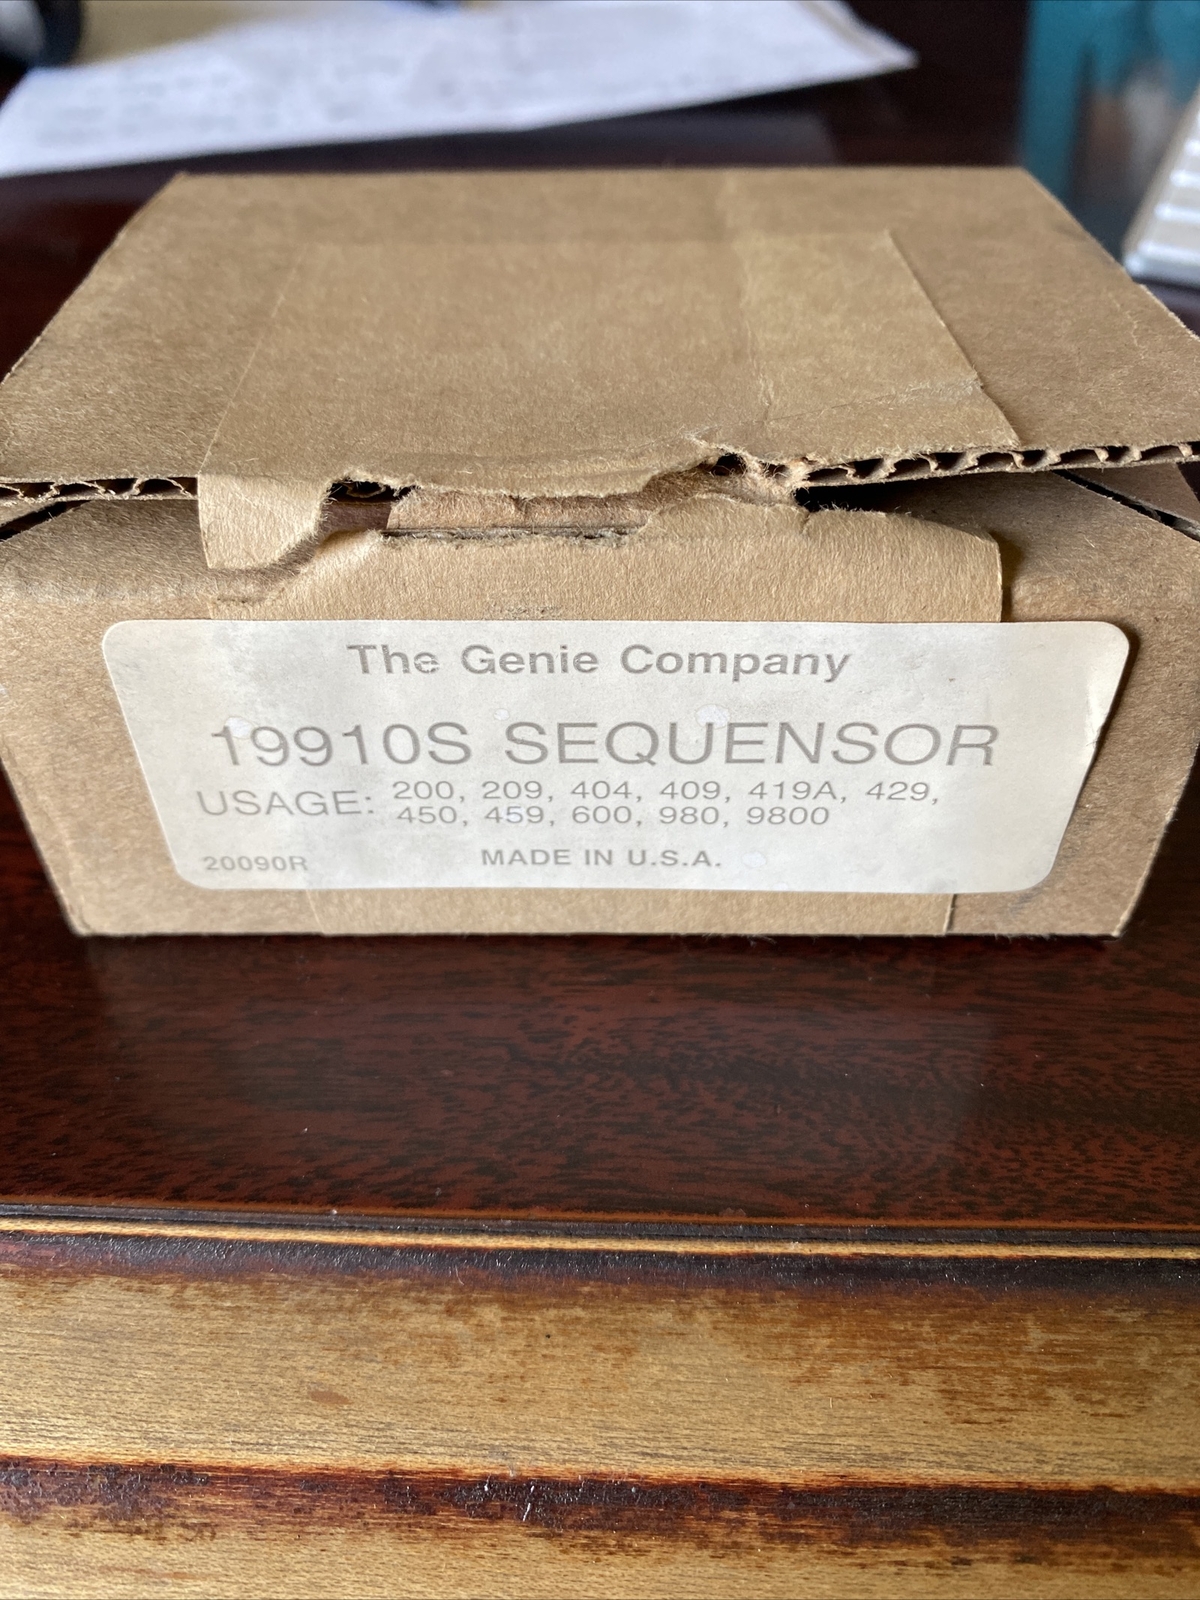 The Genie Company
19910S SEQUENSOR
USAGE: 200, 209, 404, 409, 419A, 429,
450, 459, 600, 980, 9800
20090R MADE IN U.S.A.